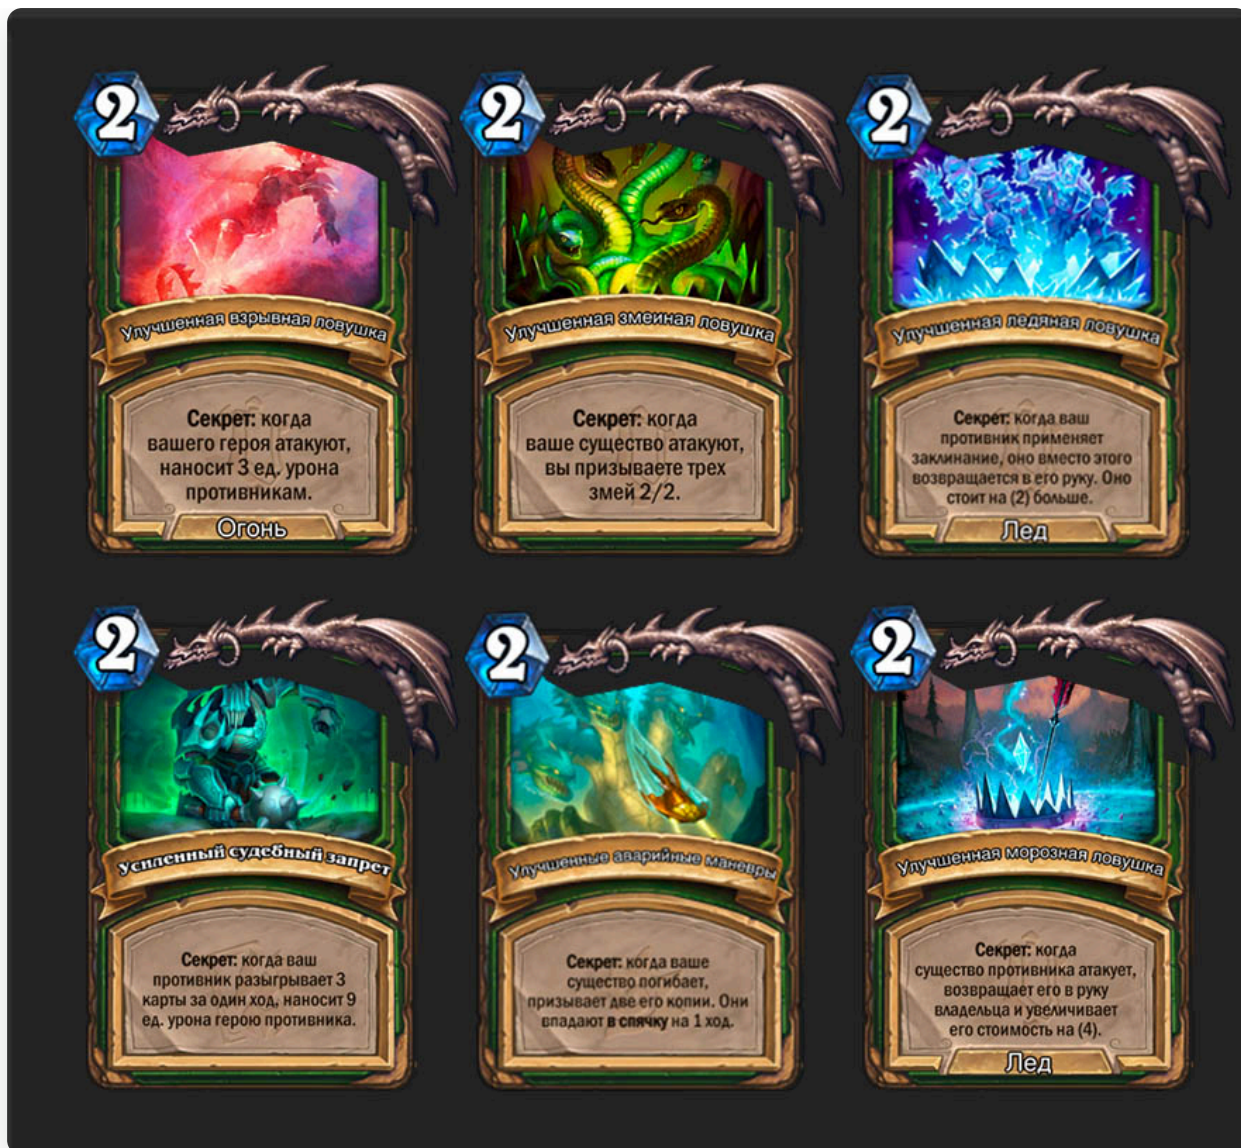 2
Улучшенная взрывная ловушка
Секрет: когда
вашего героя атакуют,
наносит 3 ед. урона
противникам.
Огонь
2
Улучшенная змеиная ловушка
Секрет: когда
ваше существо атакуют,
вы призываете трех
змей 2/2.
2
Улучшенная ледяная ловушка
Секрет: когда ваш
противник применяет
заклинание, оно вместо этого
возвращается в его руку. Оно
стоит на (2) больше.
Лед
2
Усиленный судебный запрет
Секрет: когда ваш
противник разыгрывает 3
карты за один ход, наносит 9
ед. урона герою противника.
2
Улучшенные аварийные маневры
Секрет: когда ваше
существо погибает,
призывает две его копии. Они
впадают в спячку на 1 ход.
2
Улучшенная морозная ловушка
Секрет: когда
существо противника атакует,
возвращает его в руку
владельца и увеличивает
его стоимость на (4).
Лед